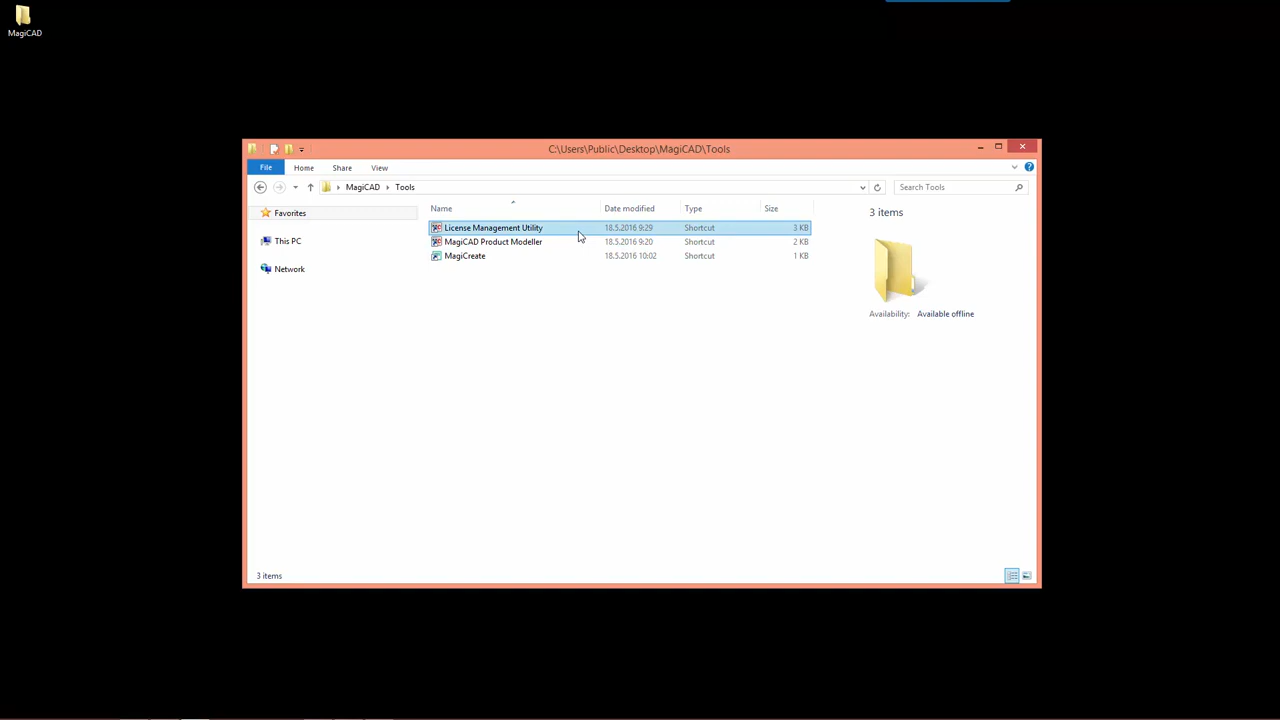 MagiCAD
C:\Users\Public\Desktop\MagiCAD\Tools
File Home Share View
MagiCAD Tools Search Tools
Name Date modified Type Size
Favorites
This PC
Network
License Management Utility 18.5.2016 9:29 Shortcut 3 KB
MagiCAD Product Modeller 18.5.2016 9:20 Shortcut 2 KB
MagiCreate 18.5.2016 10:02 Shortcut 1 KB
3 items
Availability: Available offline
3 items